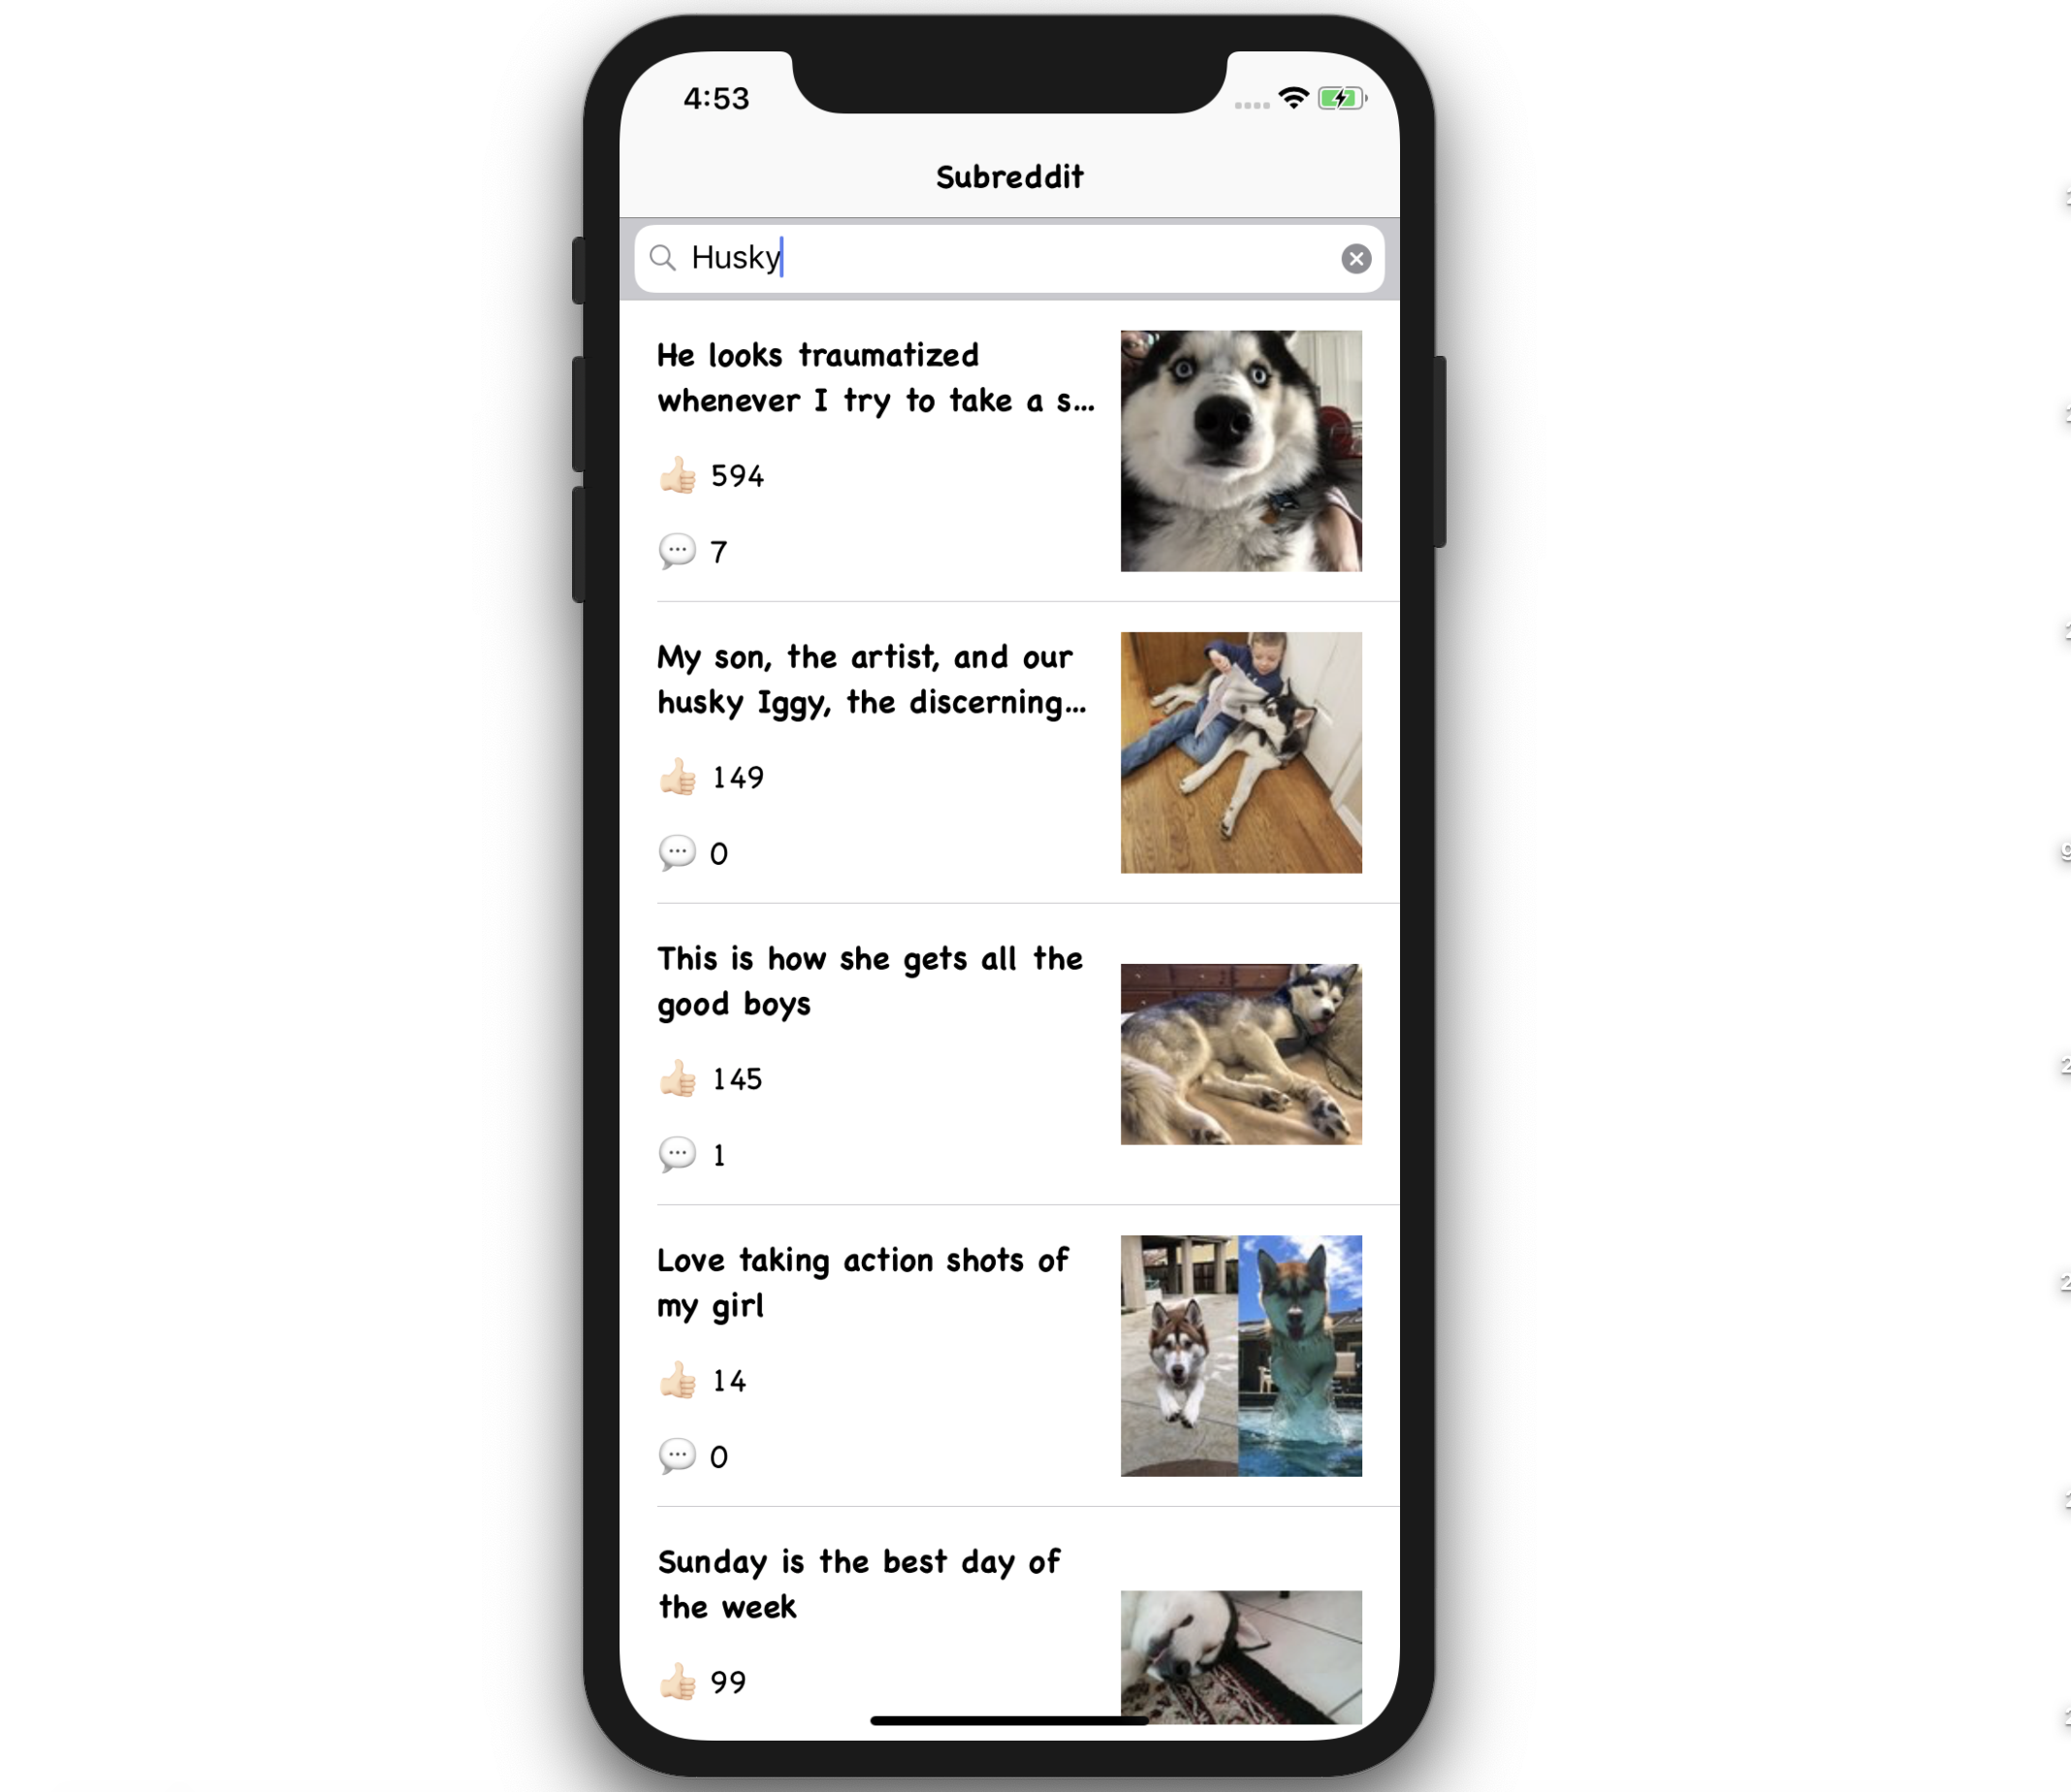 4:53
Subreddit
Husky
He looks traumatized
whenever I try to take a s...
594
7
My son, the artist, and our
husky Iggy, the discerning...
149
0
This is how she gets all the
good boys
145
1
Love taking action shots of
my girl
14
0
Sunday is the best day of
the week
99